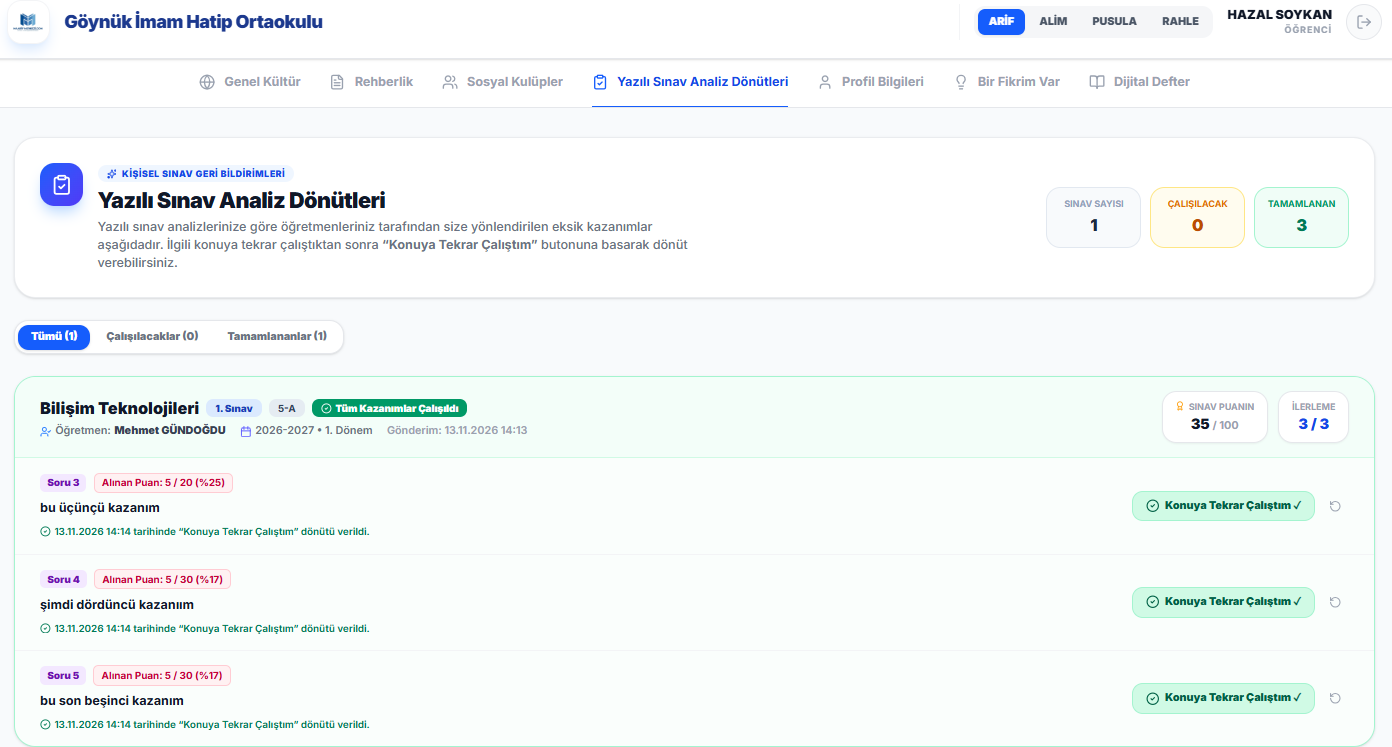 Göynük İmam Hatip Ortaokulu
ARİF ALİM PUSULA RAHLE
HAZAL SOYKAN
ÖĞRENCİ
Genel Kültür Rehberlik Sosyal Kulüpler Yazılı Sınav Analiz Dönütleri Profil Bilgileri Bir Fikrim Var Dijital Defter
KİŞİSEL SINAV GERİ BİLDİRİMLERİ
Yazılı Sınav Analiz Dönütleri
Yazılı sınav analizlerinize göre öğretmenleriniz tarafından size yönlendirilen eksik kazanımlar
aşağıdadır. İlgili konuya tekrar çalıştıktan sonra “Konuya Tekrar Çalıştım” butonuna basarak dönüt
verebilirsiniz.
SINAV SAYISI
1
ÇALIŞILACAK
0
TAMAMLANAN
3
Tümü (1) Çalışılacaklar (0) Tamamlananlar (1)
Bilişim Teknolojileri 1. Sınav 5-A Tüm Kazanımlar Çalışıldı
Öğretmen: Mehmet GÜNDOĞDU 2026-2027 • 1. Dönem Gönderim: 13.11.2026 14:13
SINAV PUANIN
35 / 100
İLERLEME
3 / 3
Soru 3 Alınan Puan: 5 / 20 (%25)
bu üçüncü kazanım
13.11.2026 14:14 tarihinde “Konuya Tekrar Çalıştım” dönütü verildi.
Konuya Tekrar Çalıştım ✓
Soru 4 Alınan Puan: 5 / 30 (%17)
şimdi dördüncü kazanıım
13.11.2026 14:14 tarihinde “Konuya Tekrar Çalıştım” dönütü verildi.
Konuya Tekrar Çalıştım ✓
Soru 5 Alınan Puan: 5 / 30 (%17)
bu son beşinci kazanım
13.11.2026 14:14 tarihinde “Konuya Tekrar Çalıştım” dönütü verildi.
Konuya Tekrar Çalıştım ✓